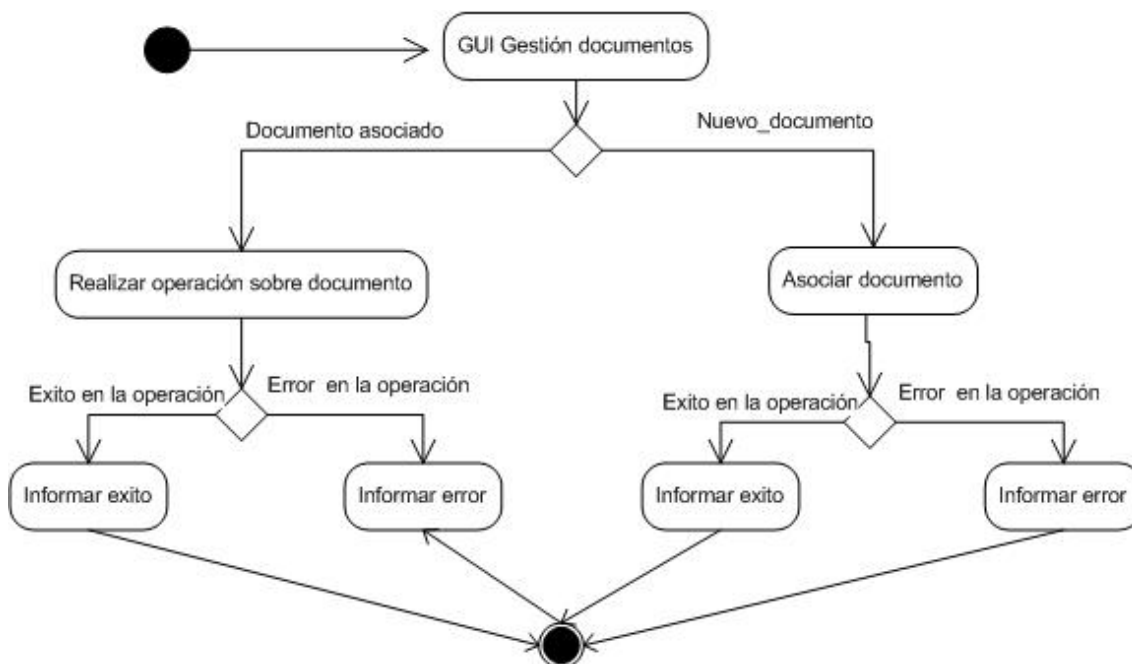 GUI Gestión documentos
Documento asociado
Nuevo_documento
Realizar operación sobre documento
Asociar documento
Exito en la operación
Error en la operación
Exito en la operación
Error en la operación
Informar exito
Informar error
Informar exito
Informar error